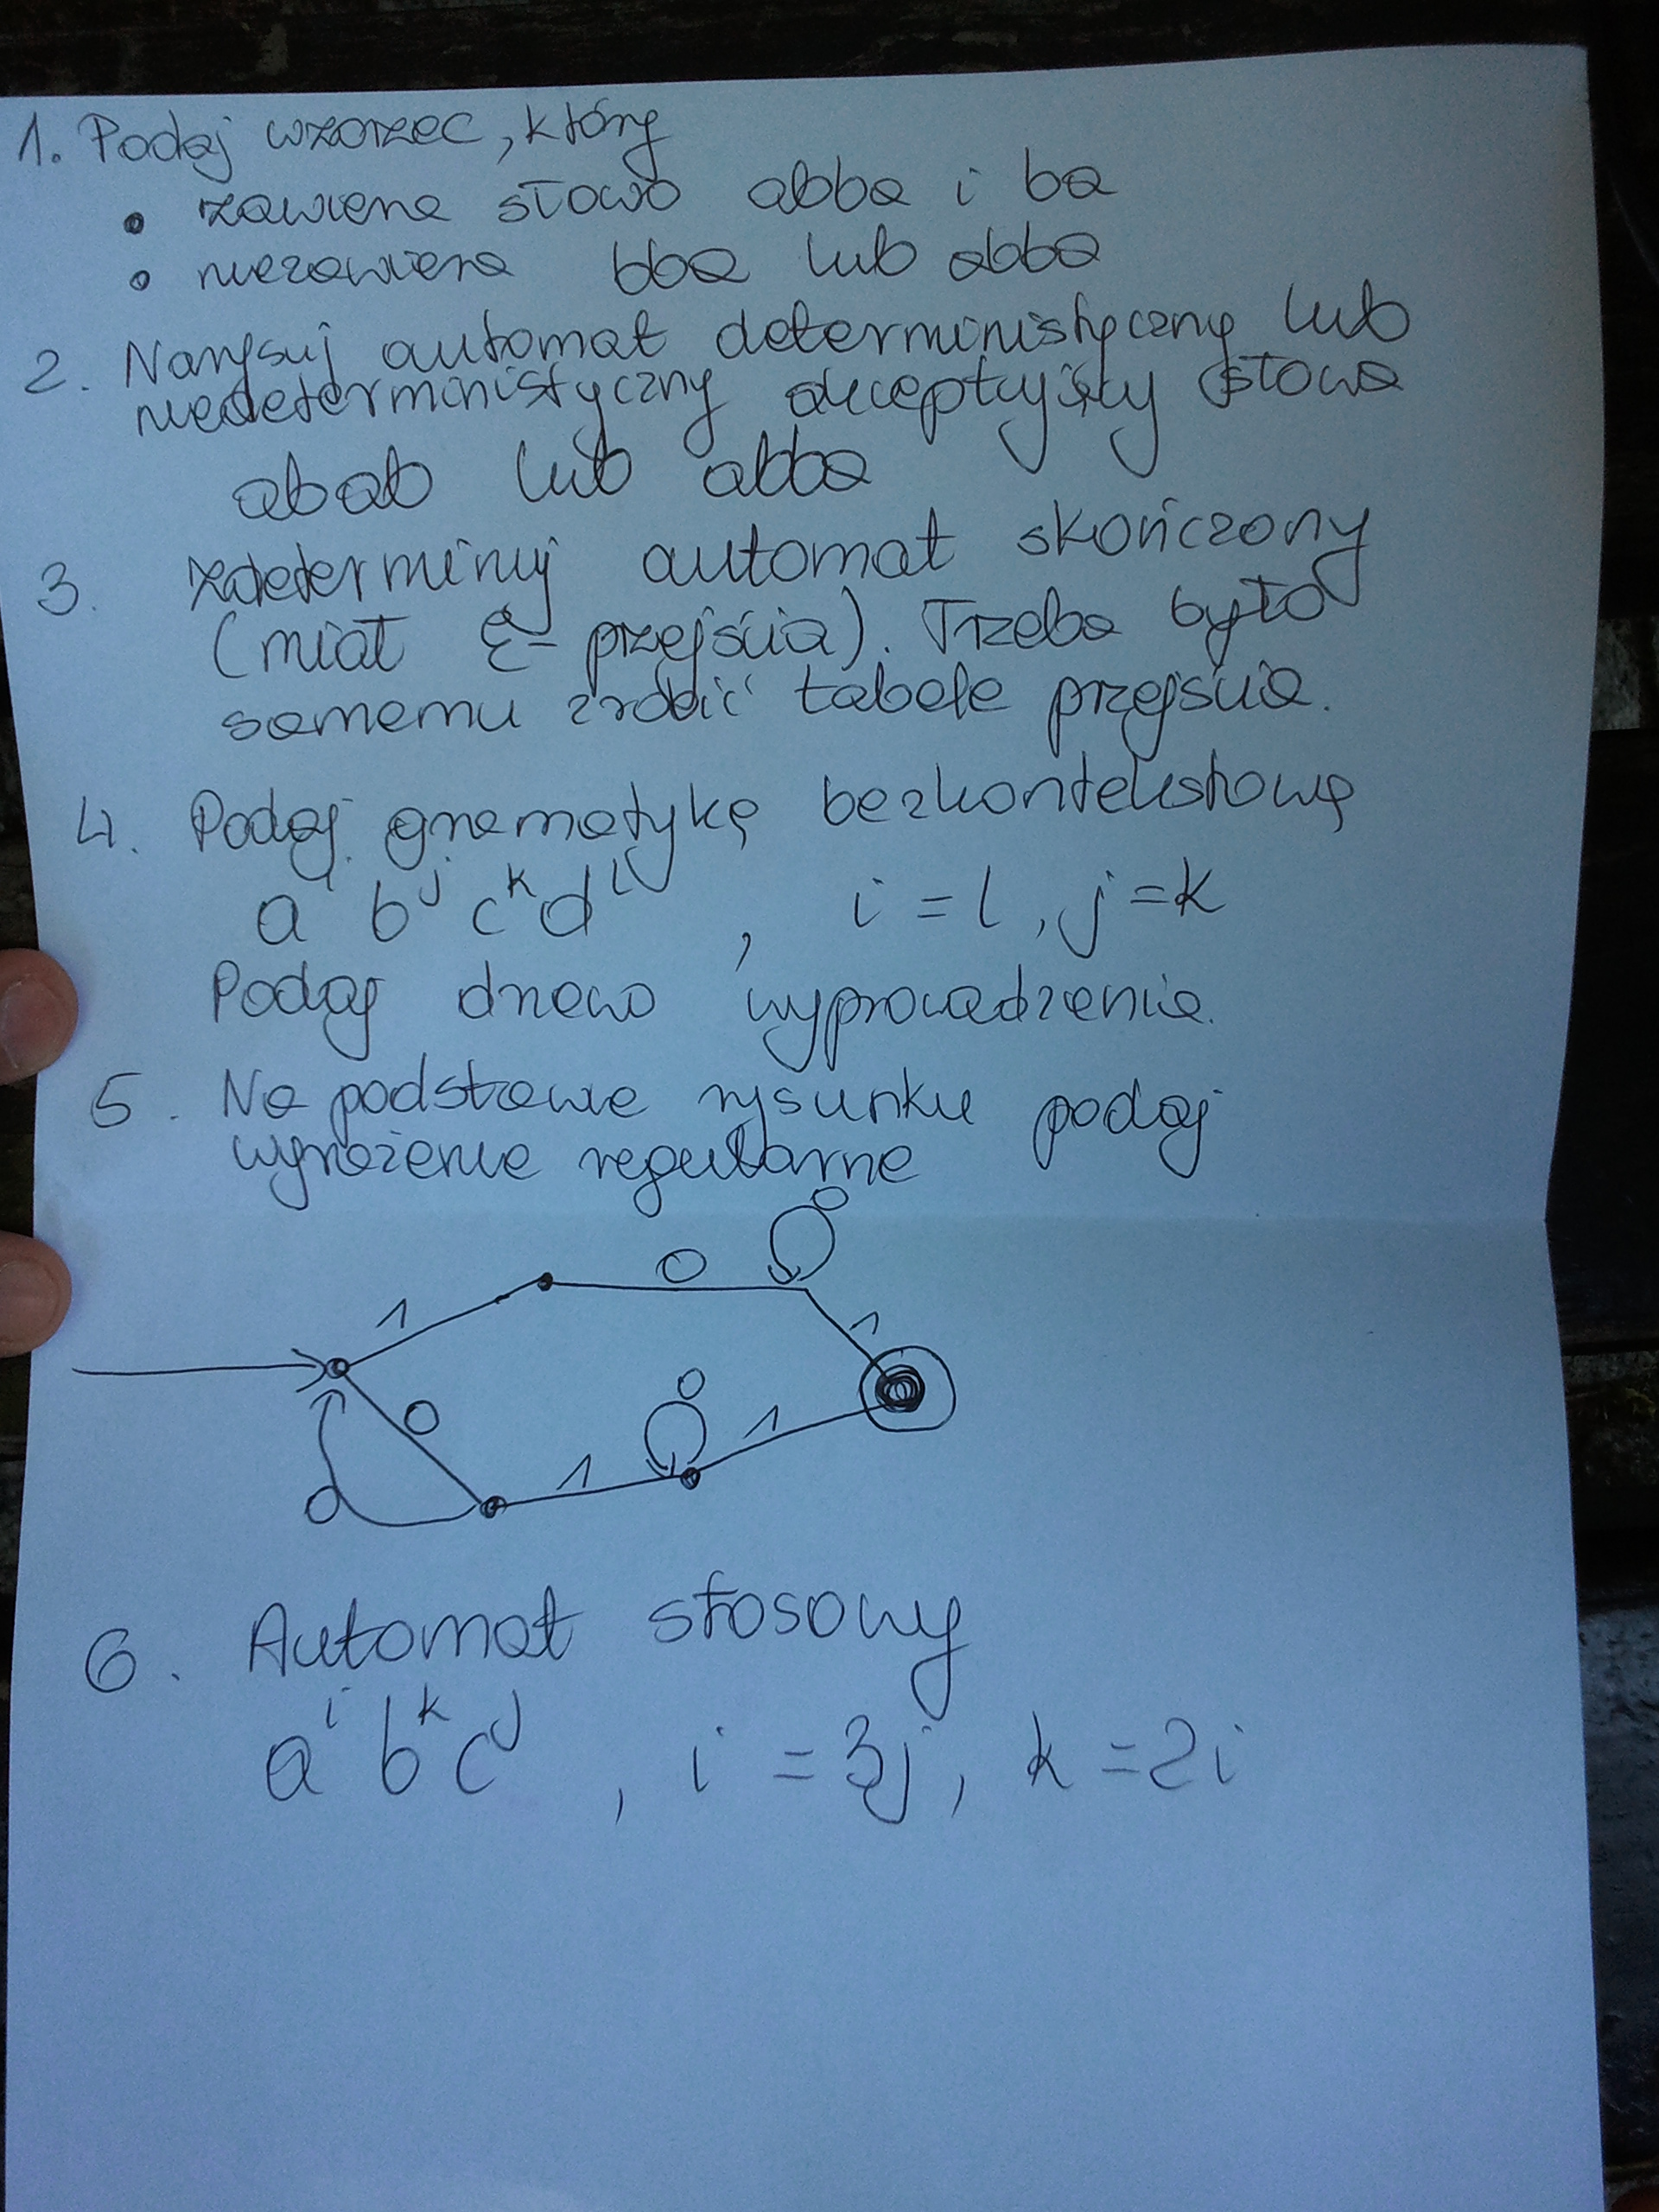 1. Podaj wzorzec, który
• zawiera słowo abba i ba
• niezawiera bba lub abba
2. Narysuj automat deterministyczny lub
niedeterministyczny akceptujący słowa
abab lub abba
3. Zdeterminuj automat skończony
(miał ε-przejścia). Trzeba było
samemu zrobić tabele przejścia.
4. Podaj gramatykę bezkontekstową
a^i b^j c^k d^l , i = l , j = k
Podaj drzewo wyprowadzenia.
5. Na podstawie rysunku podaj
wyrażenie regularne
0
1 0
1
0
0 1
1
d
6. Automat stosowy
a^i b^k c^j , i = 3j , k = 2i